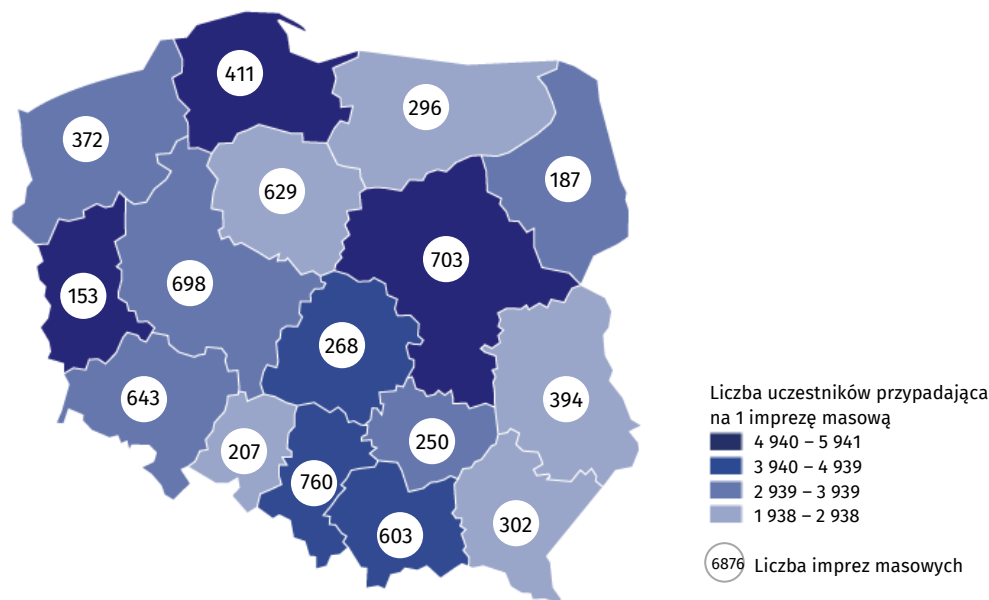 411
296
372
187
629
703
698
153
268
643
394
250
207
760
302
603
Liczba uczestników przypadająca
na 1 imprezę masową
4 940 – 5 941
3 940 – 4 939
2 939 – 3 939
1 938 – 2 938
6876 Liczba imprez masowych